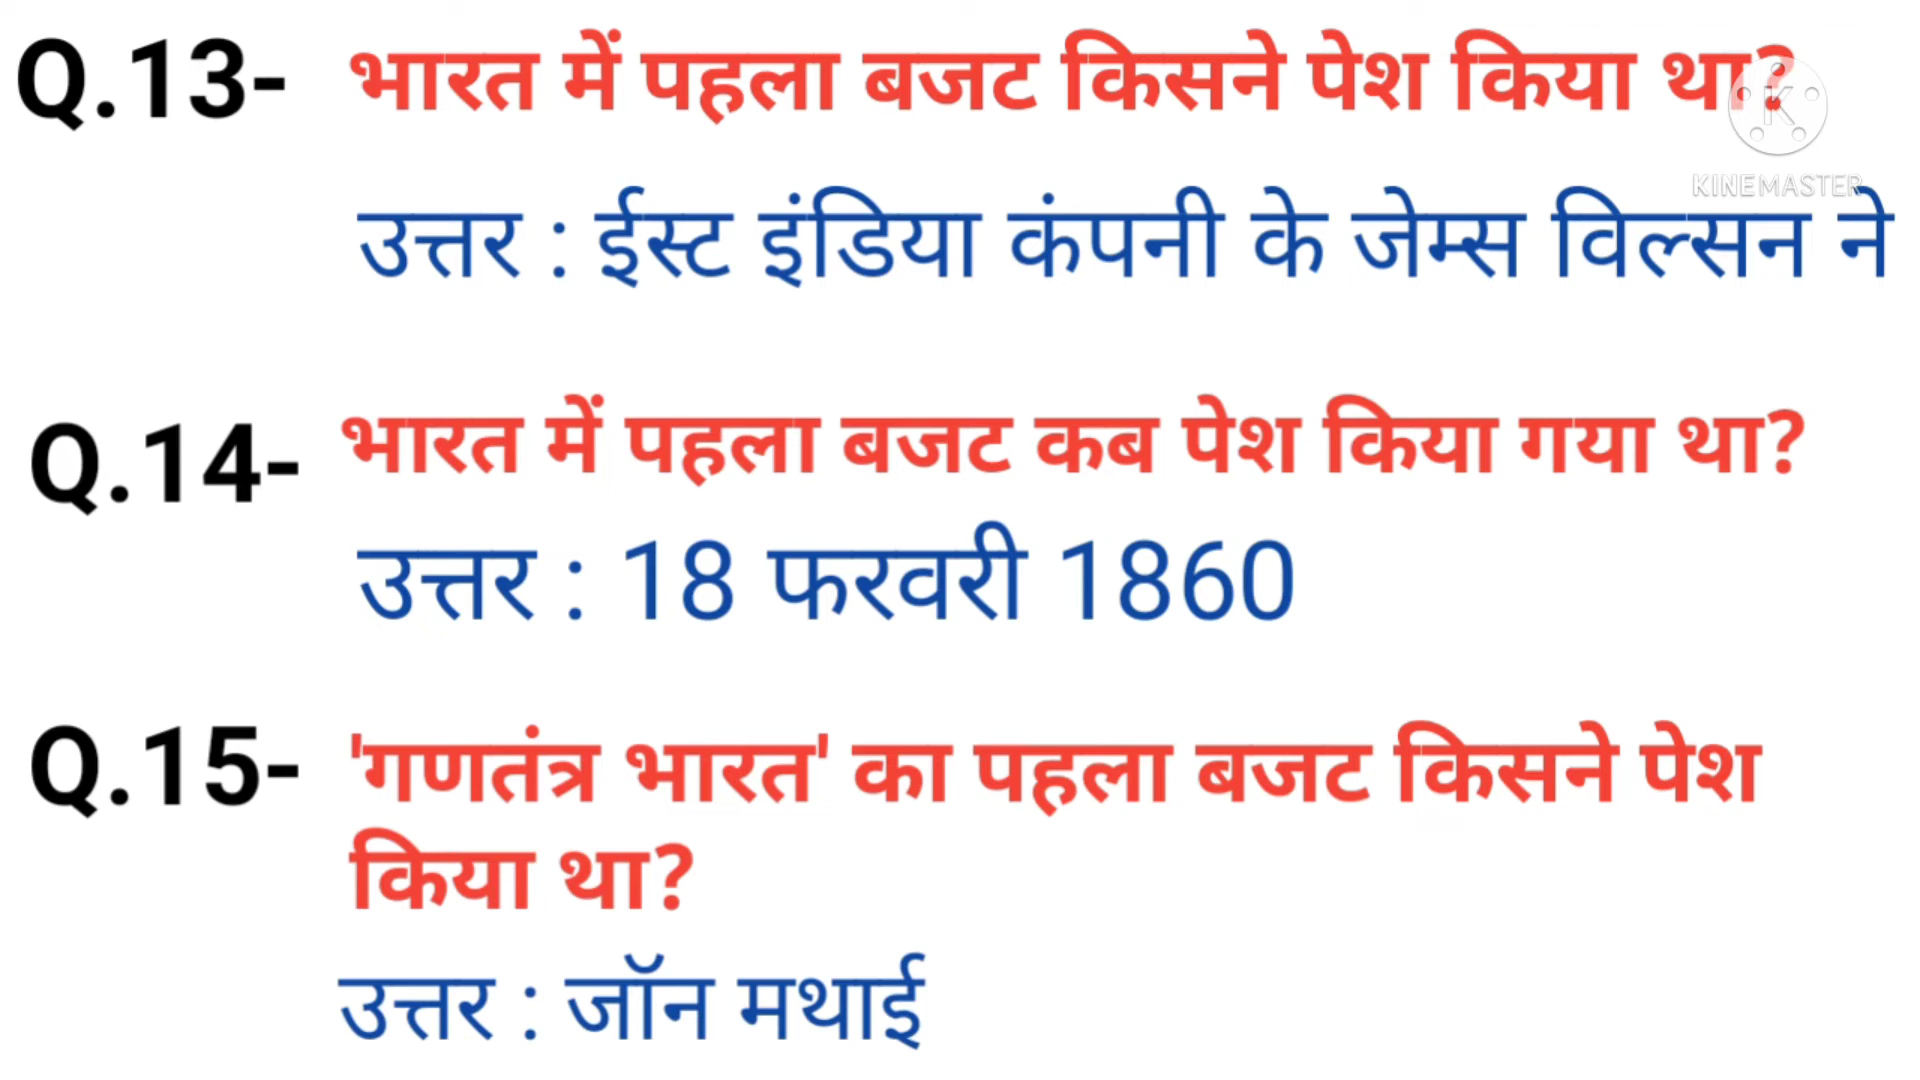 Q.13- भारत में पहला बजट किसने पेश किया था?
KINEMASTER
उत्तर : ईस्ट इंडिया कंपनी के जेम्स विल्सन ने
Q.14- भारत में पहला बजट कब पेश किया गया था?
उत्तर : 18 फरवरी 1860
Q.15- 'गणतंत्र भारत' का पहला बजट किसने पेश
किया था?
उत्तर : जॉन मथाई